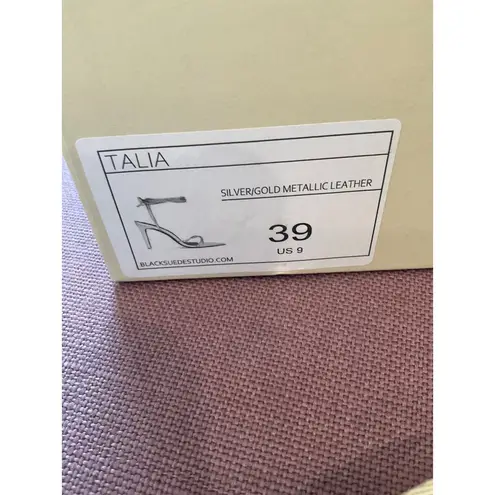 TALIA
SILVER/GOLD METALLIC LEATHER
39
US 9
BLACKSUEDESTUDIO.COM